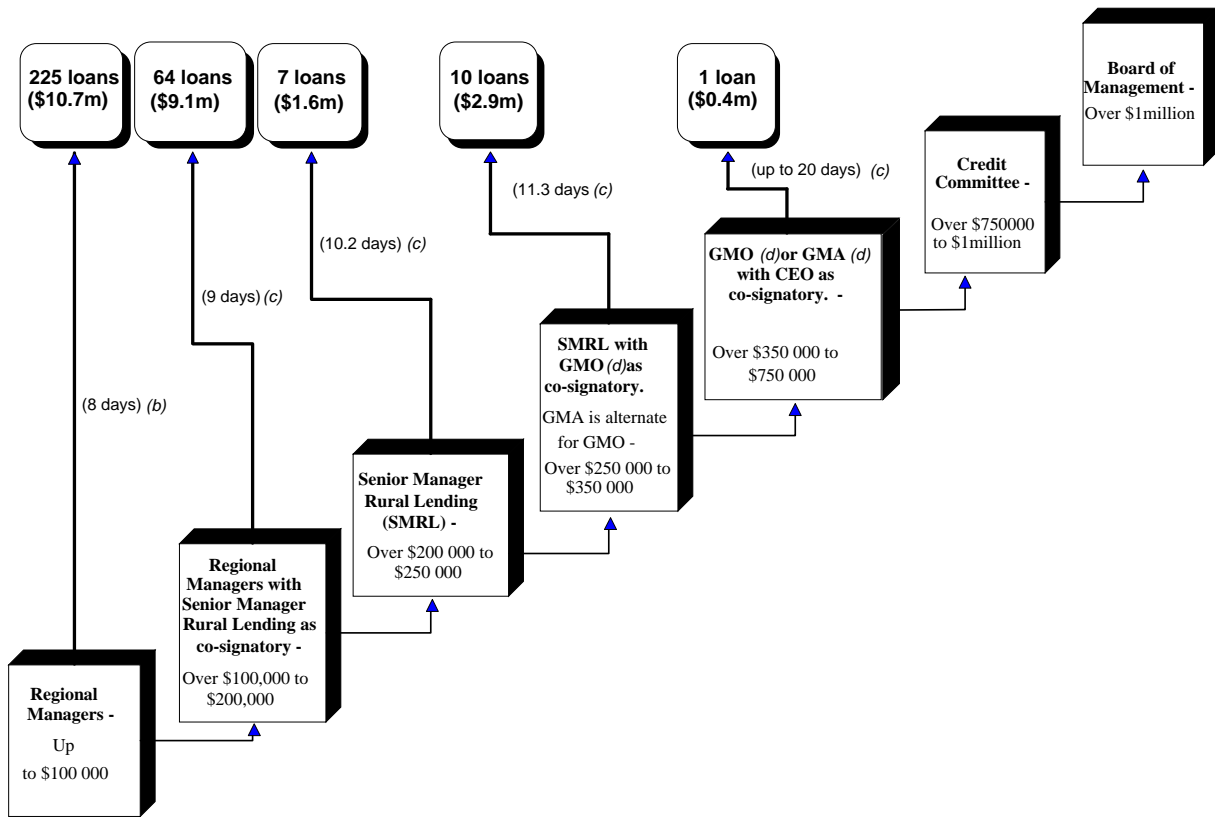 225 loans
($10.7m)
64 loans
($9.1m)
7 loans
($1.6m)
10 loans
($2.9m)
1 loan
($0.4m)
Board of
Management -
Over $1million
Credit
Committee -
Over $750000
to $1million
(up to 20 days) (c)
(11.3 days (c)
(10.2 days) (c)
(9 days) (c)
(8 days) (b)
GMO (d)or GMA (d)
with CEO as
co-signatory. -
Over $350 000 to
$750 000
SMRL with
GMO (d)as
co-signatory.
GMA is alternate
for GMO -
Over $250 000 to
$350 000
Senior Manager
Rural Lending
(SMRL) -
Over $200 000 to
$250 000
Regional
Managers with
Senior Manager
Rural Lending as
co-signatory -
Over $100,000 to
$200,000
Regional
Managers -
Up
to $100 000